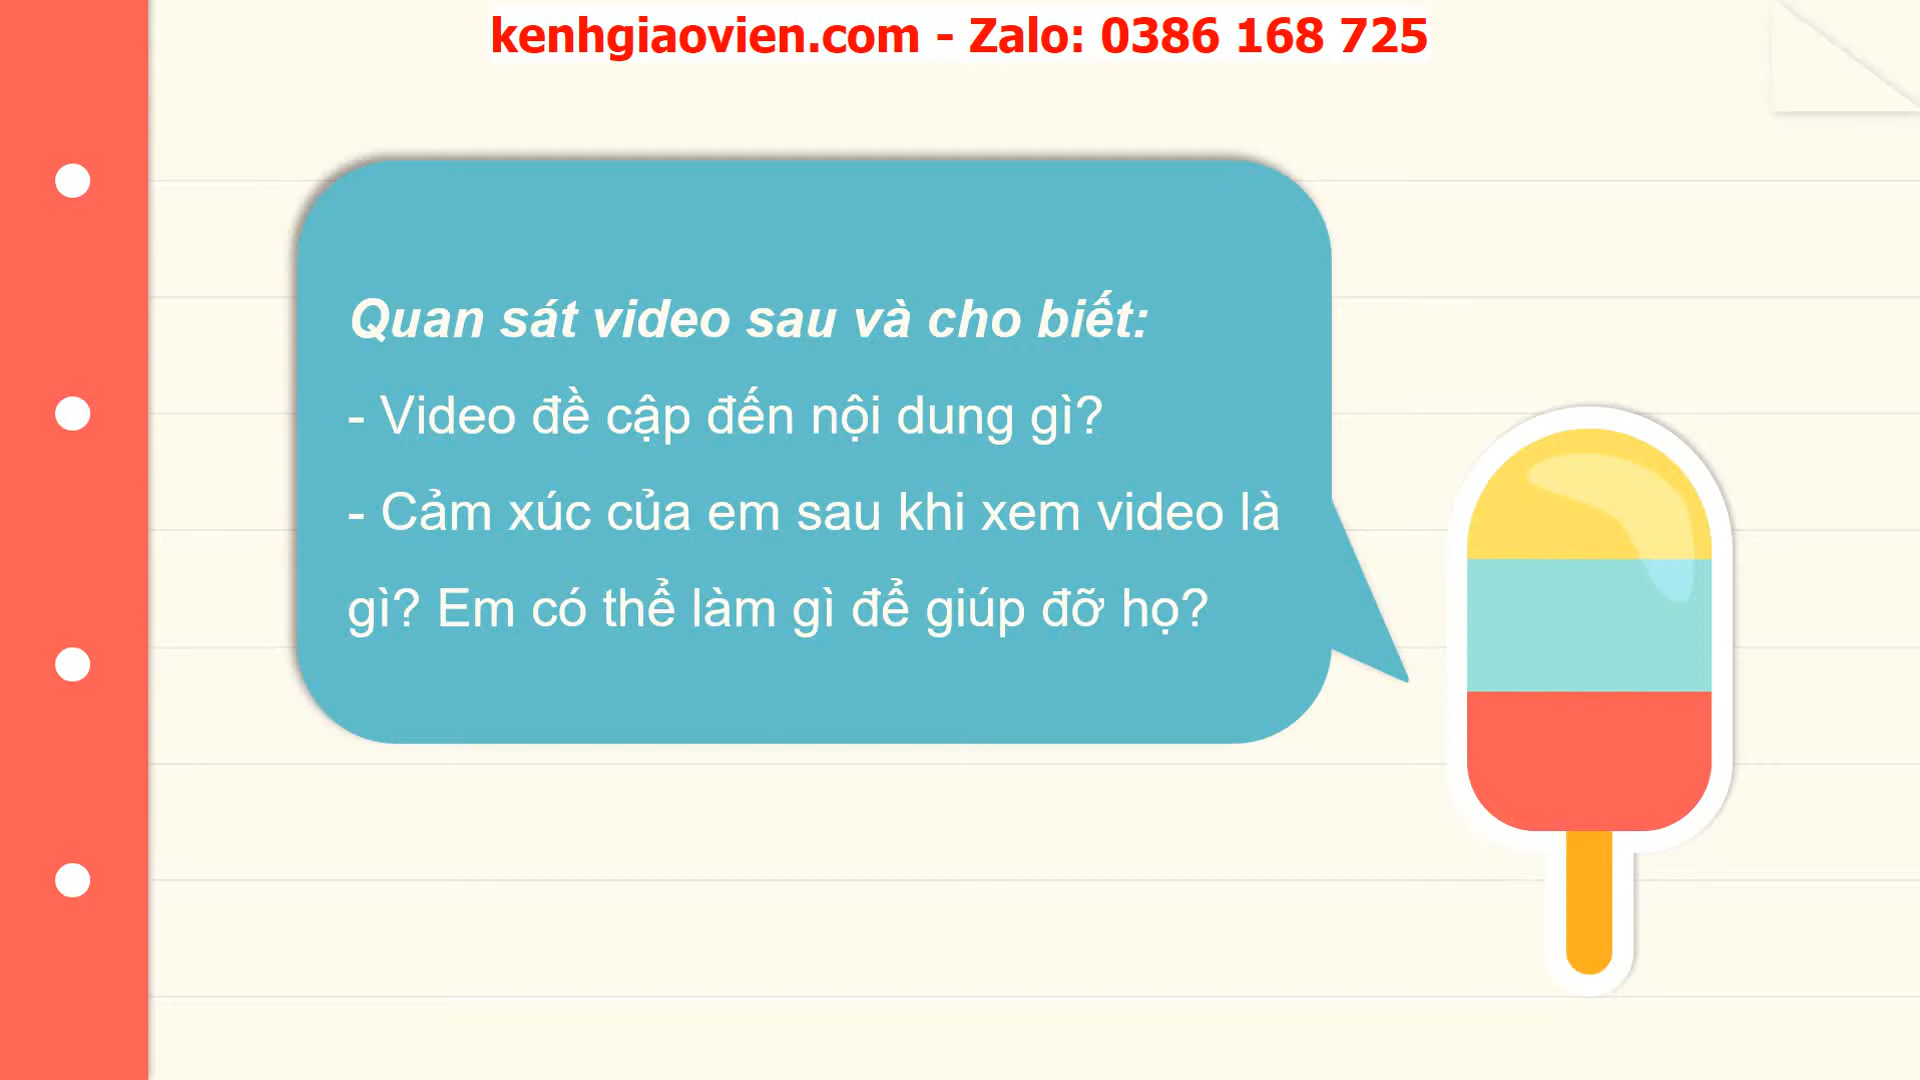 kenhgiaovien.com - Zalo: 0386 168 725
Quan sát video sau và cho biết:
- Video đề cập đến nội dung gì?
- Cảm xúc của em sau khi xem video là
gì? Em có thể làm gì để giúp đỡ họ?